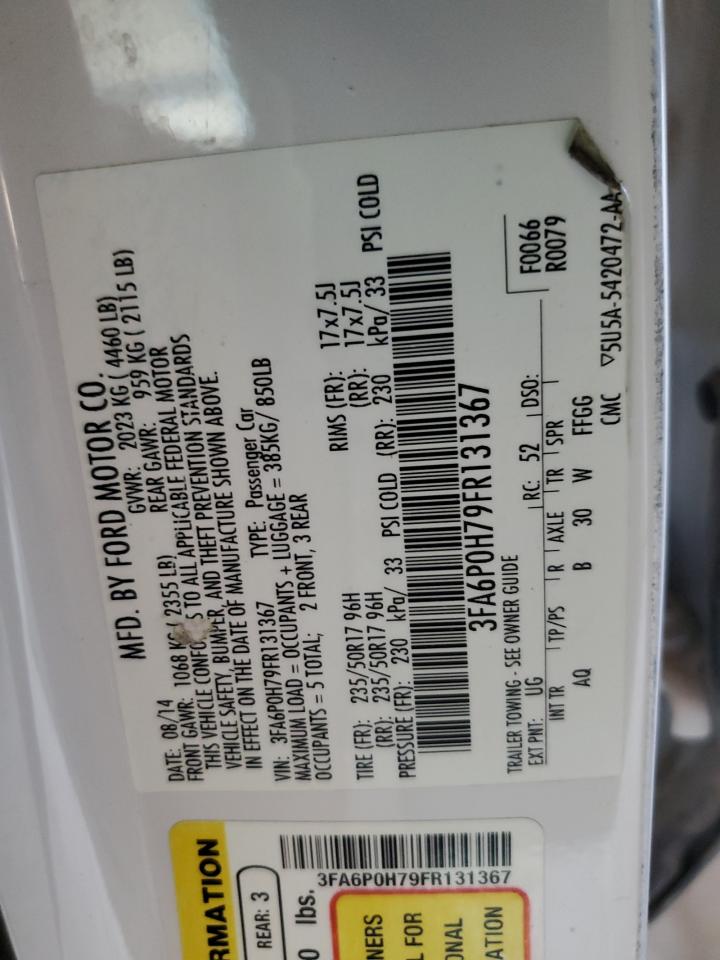 MFD. BY FORD MOTOR CO.
DATE: 08/14 GVWR: 2023 KG ( 4460 LB)
FRONT GAWR: 1068 KG ( 2355 LB) REAR GAWR: 959 KG ( 2115 LB)
THIS VEHICLE TO ALL APPLICABLE FEDERAL MOTOR
VEHICLE SAFETY, BUMPER, AND THEFT PREVENTION STANDARDS
IN EFFECT ON THE DATE OF MANUFACTURE SHOWN ABOVE.
VIN: 3FA6P0H79FR131367 TYPE: Passenger Car
MAXIMUM LOAD = OCCUPANTS + LUGGAGE = 385KG/ 850LB
OCCUPANTS = 5 TOTAL; 2 FRONT, 3 REAR
TIRE (FR): 235/50R17 96H RIMS (FR): 17x7.5J
(RR): 235/50R17 96H (RR): 17x7.5J
PRESSURE (FR): 230 kPa/ 33 PSI COLD (RR): 230 kPa/ 33 PSI COLD
3FA6P0H79FR131367
TRAILER TOWING - SEE OWNER GUIDE
F0066
R0079
EXT PNT: UG RC: 52 DSO:
INT TR TP/PS R AXLE TR SPR
AQ B 30 W FFGG
CMC ▽5U5A-5420472-AA
RMATION
REAR: 3
0 lbs.
3FA6P0H79FR131367
NERS
L FOR
ONAL
ATION